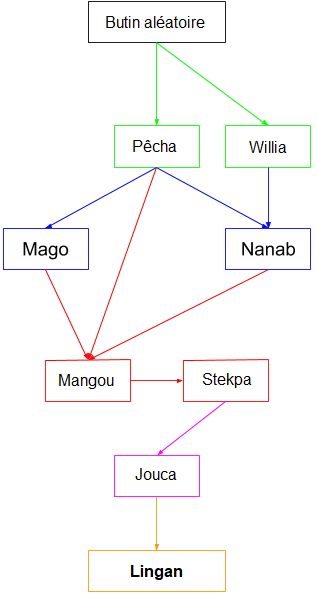 Butin aléatoire
Pêcha
Willia
Mago
Nanab
Mangou
Stekpa
Jouca
Lingan